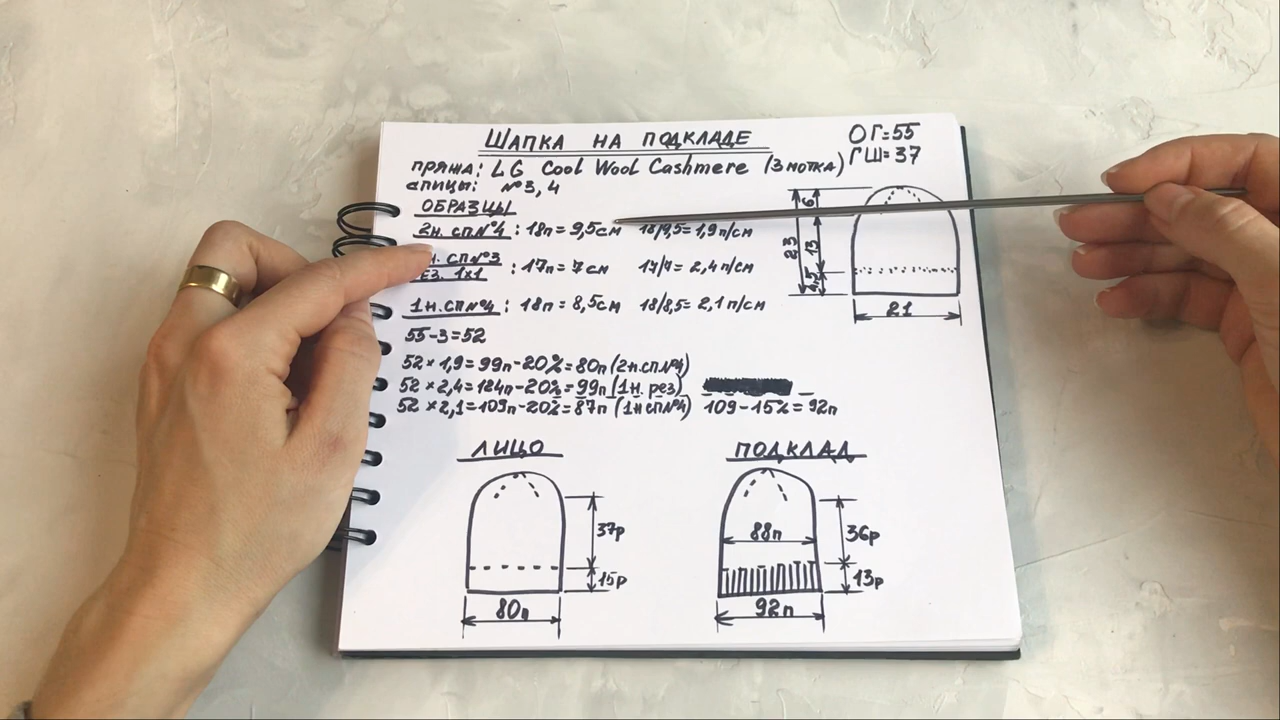 ШАПКА НА ПОДКЛАДЕ
ОГ=55
ГШ=37
пряжа: LG Cool Wool Cashmere (3 мотка)
спицы: №3, 4
ОБРАЗЦЫ
2н. сп№4: 18п = 9,5см 18/9,5= 1,9п/см
н. сп№3
ез. 1х1 : 17п = 7см 17/7= 2,4п/см
1н. сп№4: 18п = 8,5см 18/8,5= 2,1п/см
6
23
13
4,5
21
55-3=52
52 × 1,9= 99п-20%= 80п (2н.сп№4)
52 × 2,4= 124п-20%= 99п (1н. рез)
52 × 2,1= 109п-20%= 87п (1н сп№4) 109-15%= 92п
ЛИЦО
37р
15р
80п
ПОДКЛАД
88п
36р
13р
92п